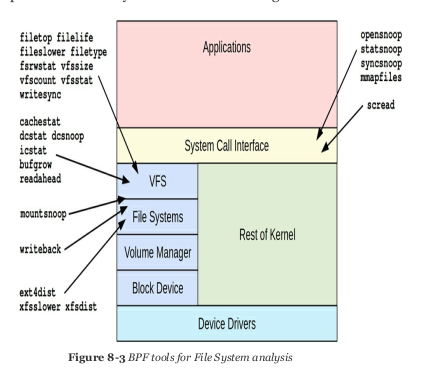 filetop filelife
fileslower filetype
fsrwstat vfssize
vfscount vfsstat
writesync
cachestat
dcstat dcsnoop
icstat
bufgrow
readahead
mountsnoop
writeback
ext4dist
xfsslower xfsdist
Applications
System Call Interface
VFS
File Systems
Volume Manager
Block Device
Rest of Kernel
Device Drivers
opensnoop
statsnoop
syncsnoop
mmapfiles
scread
Figure 8-3 BPF tools for File System analysis